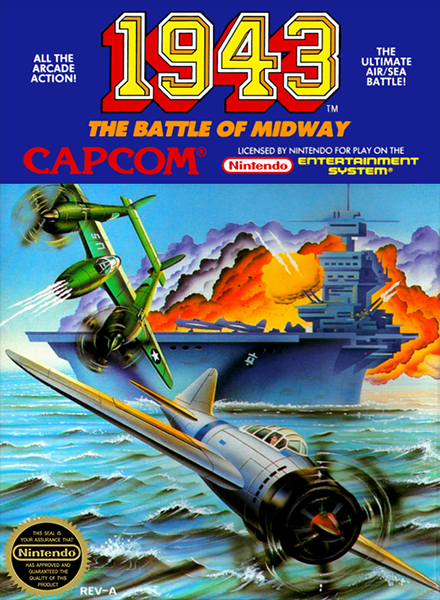 ALL THE
ARCADE
ACTION!
1943
TM
THE
ULTIMATE
AIR/SEA
BATTLE!
THE BATTLE OF MIDWAY
CAPCOM®
LICENSED BY NINTENDO FOR PLAY ON THE
Nintendo ENTERTAINMENT
SYSTEM®
U.S
THIS SEAL IS
YOUR ASSURANCE THAT
Nintendo
HAS APPROVED AND
GUARANTEED THE
QUALITY OF THIS
PRODUCT
REV-A